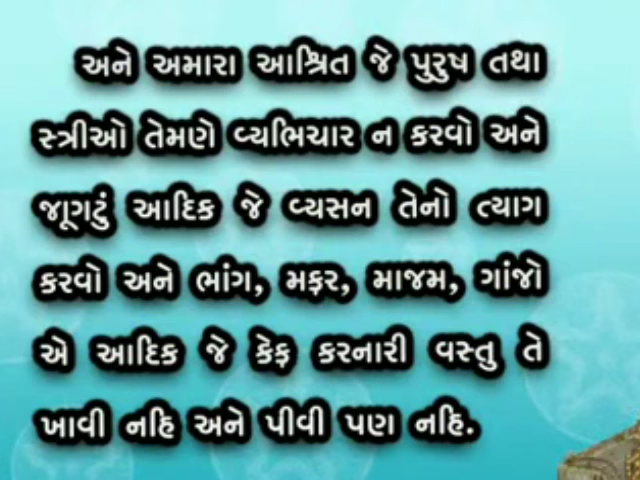 અને અમારા આશ્રિત જે પુરુષ તથા
સ્ત્રીઓ તેમણે વ્યભિચાર ન કરવો અને
જાૂગટું આદિક જે વ્યસન તેનો ત્યાગ
કરવો અને ભાંગ, મફર, માજમ, ગાંજો
એ આદિક જે કેફ કરનારી વસ્તુ તે
ખાવી નહિ અને પીવી પણ નહિ.